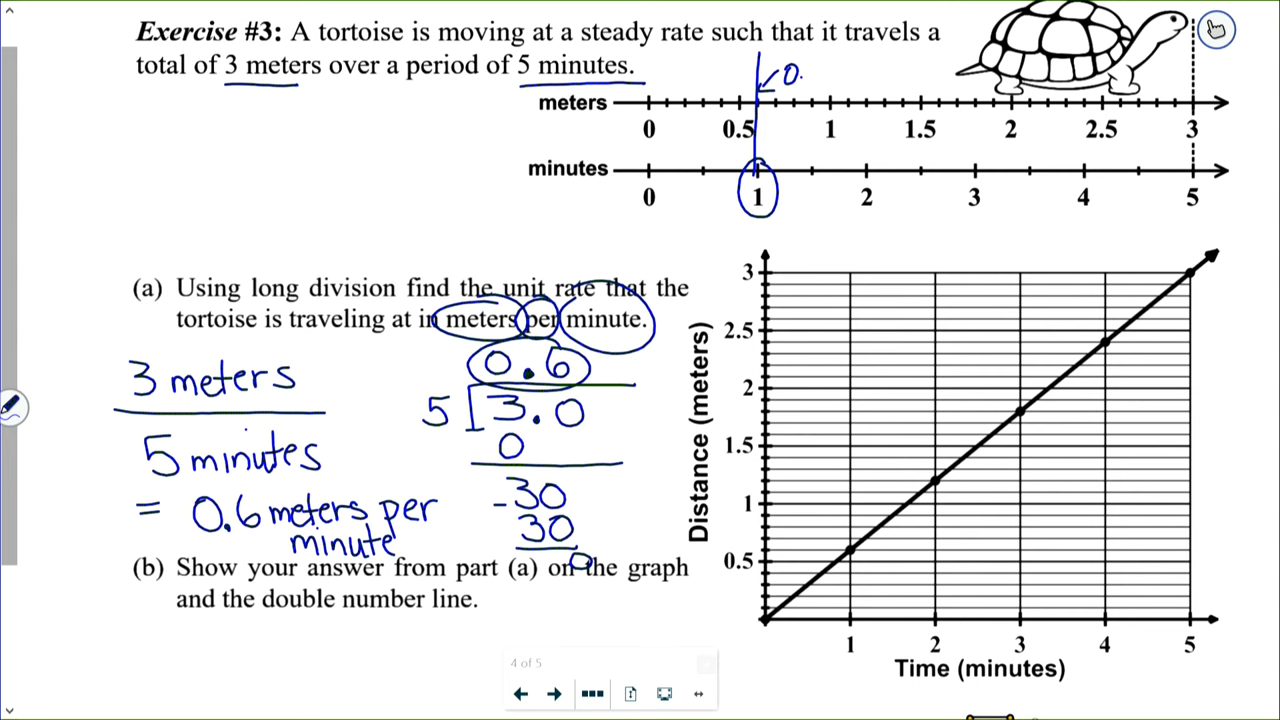 Exercise #3: A tortoise is moving at a steady rate such that it travels a
total of 3 meters over a period of 5 minutes.
0.
meters
0 0.5 1 1.5 2 2.5 3
minutes
0 1 2 3 4 5
(a) Using long division find the unit rate that the
tortoise is traveling at in meters per minute.
3 meters
5 minutes
= 0.6 meters per
minute
0.6
5 3.0
0
-30
30
0
(b) Show your answer from part (a) on the graph
and the double number line.
Distance (meters)
3
2.5
2
1.5
1
0.5
1 2 3 4 5
Time (minutes)
4 of 5